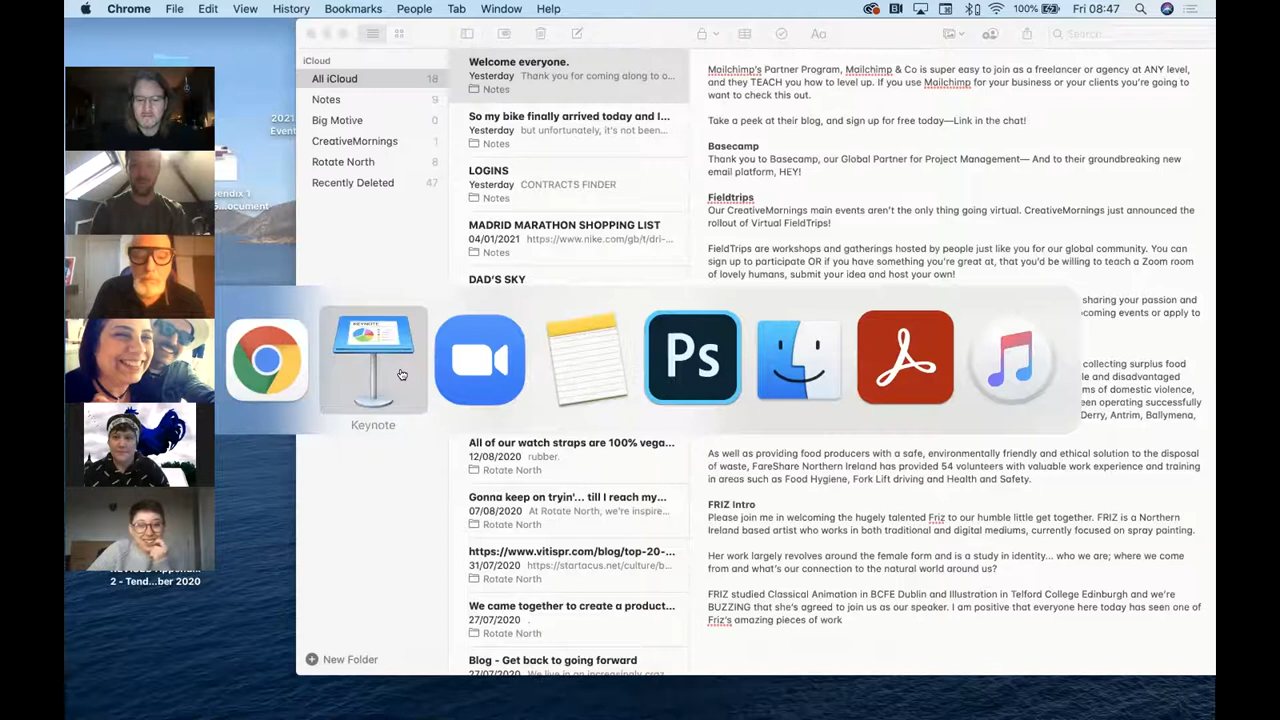 Chrome File Edit View History Bookmarks People Tab Window Help
100% Fri 08:47
2021
Event
Appen
2 - Tend...ber 2020
iCloud
All iCloud 18
Notes 9
Big Motive 0
CreativeMornings 1
Rotate North 8
Recently Deleted 47
New Folder
Aa
Search...
Welcome everyone.
Yesterday Thank you for coming along to o...
Notes
So my bike finally arrived today and I...
Yesterday but unfortunately, it's not been...
Notes
LOGINS
Yesterday CONTRACTS FINDER
Notes
MADRID MARATHON SHOPPING LIST
04/01/2021 https://www.nike.com/gb/t/dri-...
Notes
DAD'S SKY
Keynote
Ps
All of our watch straps are 100% vega...
12/08/2020 rubber.
Rotate North
Gonna keep on tryin'... till I reach my...
07/08/2020 At Rotate North, we're inspire...
Rotate North
https://www.vitispr.com/blog/top-20-...
31/07/2020 https://startacus.net/culture/b...
Rotate North
We came together to create a product...
27/07/2020 .
Rotate North
Blog - Get back to going forward
27/07/2020 We live in an increasingly
Mailchimp's Partner Program, Mailchimp & Co is super easy to join as a freelancer or agency at ANY level,
and they TEACH you how to level up. If you use Mailchimp for your business or your clients you're going to
want to check this out.
Take a peek at their blog, and sign up for free today—Link in the chat!
Basecamp
Thank you to Basecamp, our Global Partner for Project Management— And to their groundbreaking new
email platform, HEY!
Fieldtrips
Our CreativeMornings main events aren't the only thing going virtual. CreativeMornings just announced the
rollout of Virtual FieldTrips!
FieldTrips are workshops and gatherings hosted by people just like you for our global community. You can
sign up to participate OR if you have something you're great at, that you'd be willing to teach a Zoom room
of lovely humans, submit your idea and host your own!
sharing your passion and
coming events or apply to
collecting surplus food
le and disadvantaged
ms of domestic violence,
een operating successfully
Derry, Antrim, Ballymena,
As well as providing food producers with a safe, environmentally friendly and ethical solution to the disposal
of waste, FareShare Northern Ireland has provided 54 volunteers with valuable work experience and training
in areas such as Food Hygiene, Fork Lift driving and Health and Safety.
FRIZ Intro
Please join me in welcoming the hugely talented Friz to our humble little get together. FRIZ is a Northern
Ireland based artist who works in both traditional and digital mediums, currently focused on spray painting.
Her work largely revolves around the female form and is a study in identity... who we are; where we come
from and what's our connection to the natural world around us?
FRIZ studied Classical Animation in BCFE Dublin and Illustration in Telford College Edinburgh and we're
BUZZING that she's agreed to join us as our speaker. I am positive that everyone here today has seen one of
Friz's amazing pieces of work